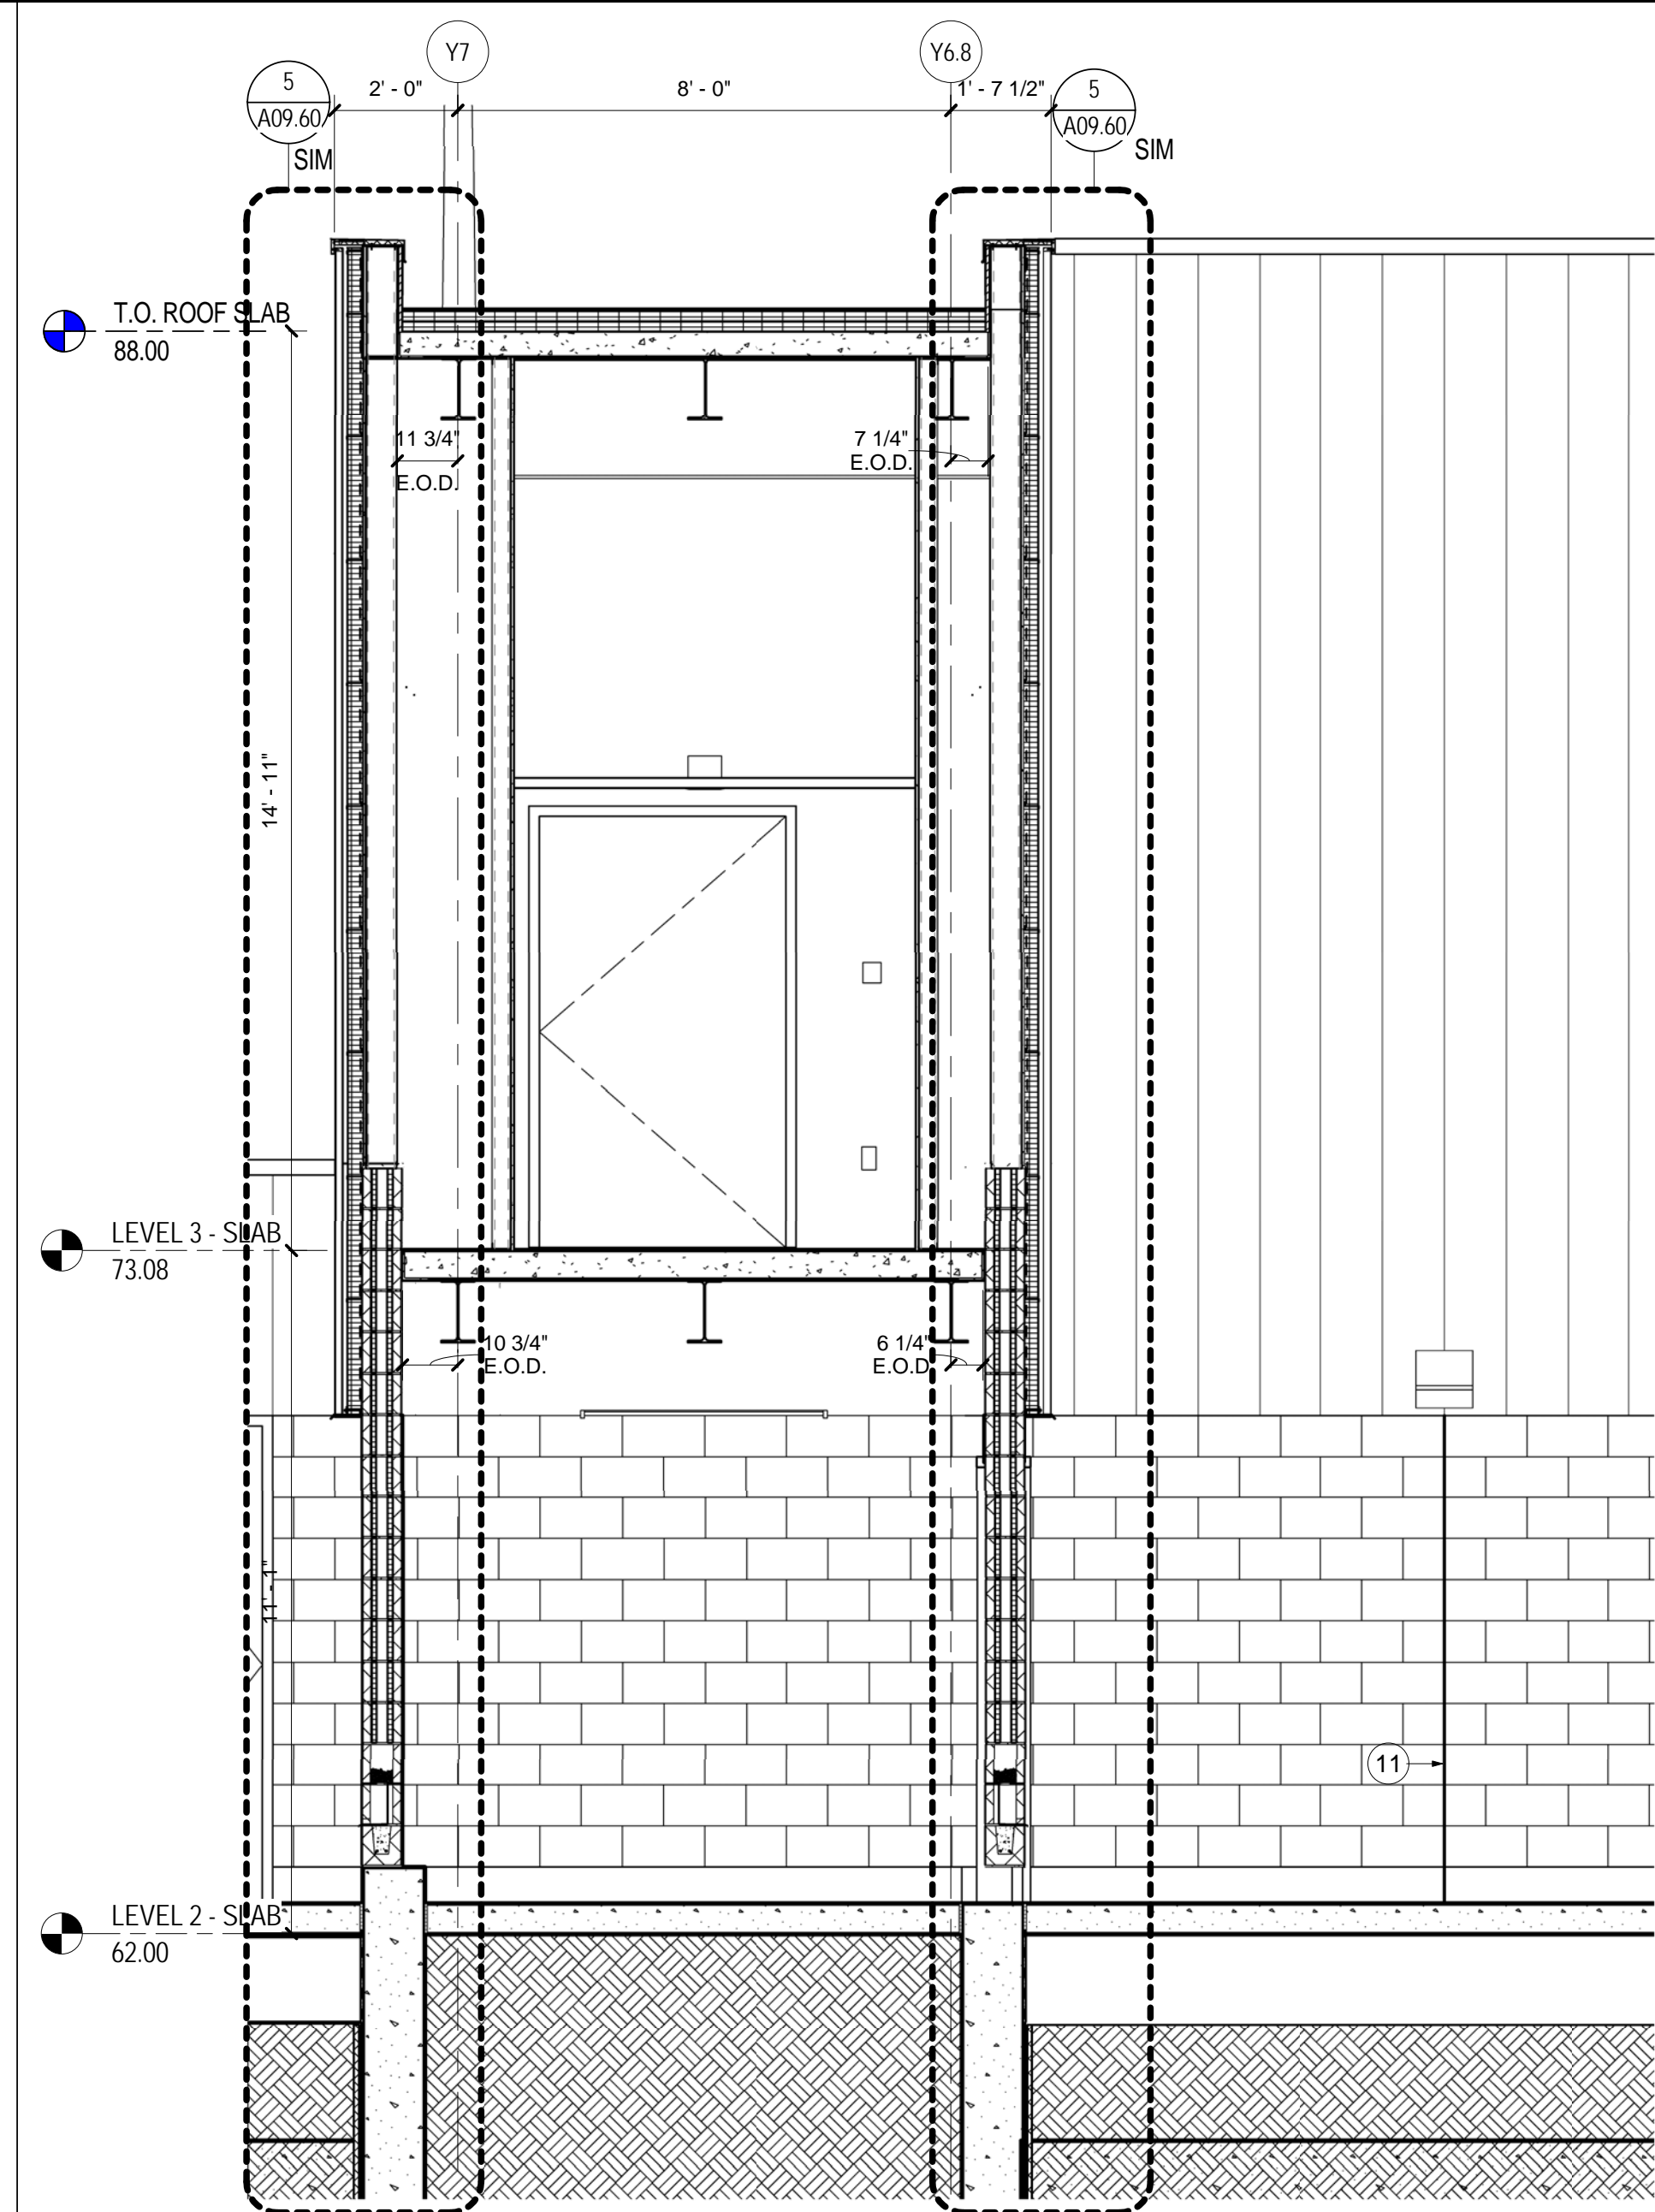 Y7
Y6.8
5
A09.60
SIM
2' - 0"
8' - 0"
1' - 7 1/2"
5
A09.60
SIM
T.O. ROOF SLAB
88.00
11 3/4"
E.O.D.
7 1/4"
E.O.D.
14' - 11"
LEVEL 3 - SLAB
73.08
10 3/4"
E.O.D.
6 1/4"
E.O.D
11' - 1"
11
LEVEL 2 - SLAB
62.00